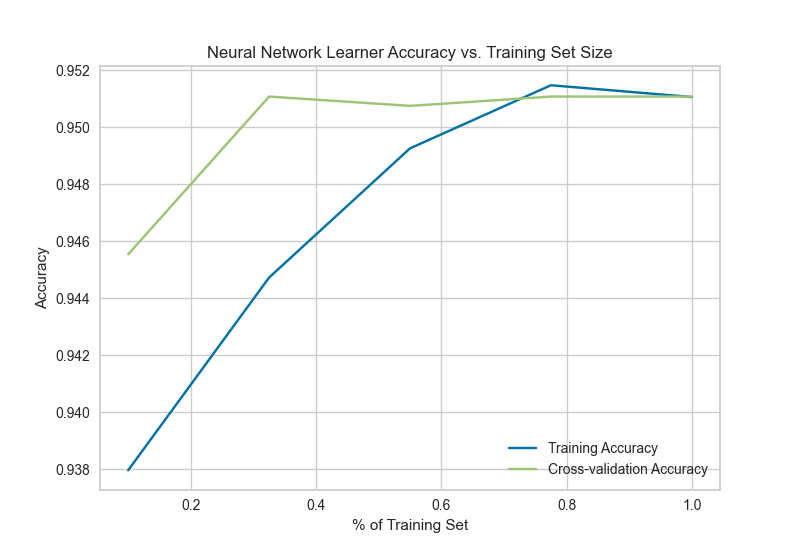 Neural Network Learner Accuracy vs. Training Set Size
0.952
0.950
0.948
0.946
0.944
0.942
0.940
0.938
Accuracy
Training Accuracy
Cross-validation Accuracy
0.2 0.4 0.6 0.8 1.0
% of Training Set